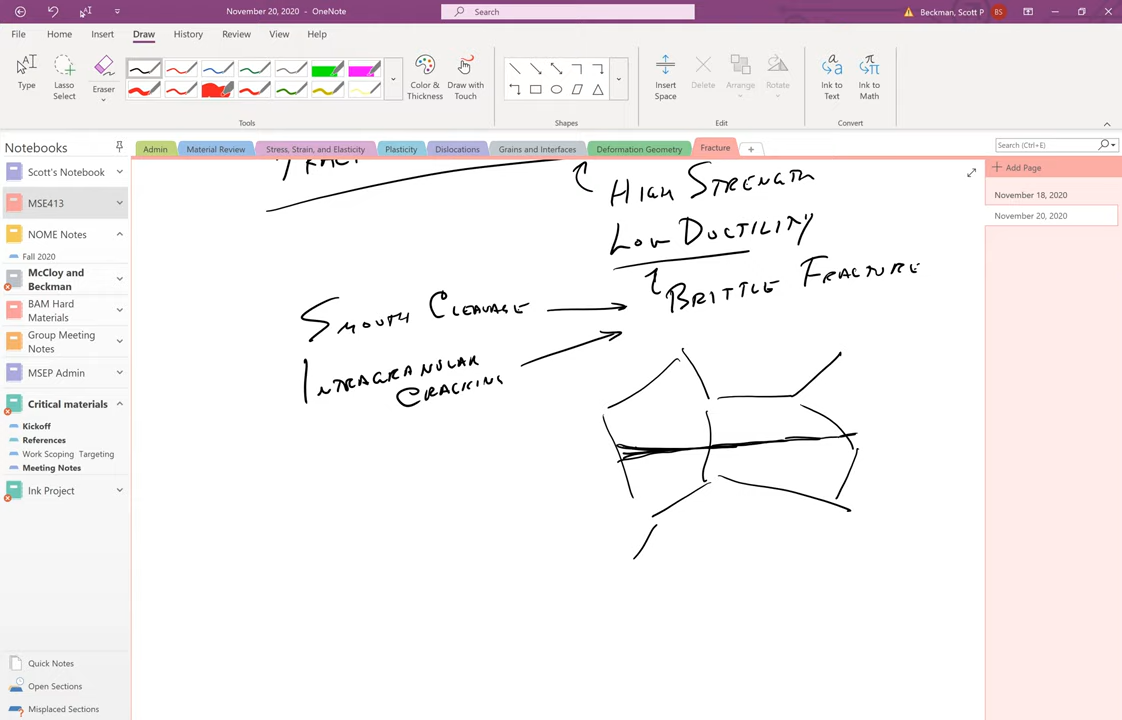 November 20, 2020 - OneNote
Search
Beckman, Scott P
BS
File
Home
Insert
Draw
History
Review
View
Help
Type
Lasso Select
Eraser
Color & Thickness
Draw with Touch
Insert Space
Delete
Arrange
Rotate
Ink to Text
Ink to Math
Tools
Shapes
Edit
Convert
Notebooks
Admin
Material Review
Stress, Strain, and Elasticity
Plasticity
Dislocations
Grains and Interfaces
Deformation Geometry
Fracture
Search (Ctrl+E)
Scott's Notebook
MSE413
NOME Notes
Fall 2020
McCloy and Beckman
BAM Hard Materials
Group Meeting Notes
MSEP Admin
Critical materials
Kickoff
References
Work Scoping Targeting
Meeting Notes
Ink Project
Quick Notes
Open Sections
Misplaced Sections
Add Page
November 18, 2020
November 20, 2020
HIGH STRENGTH
LOW DUCTILITY
BRITTLE FRACTURE
SMOUTH CLEAVAGE
INTRAGRANULAR
CRACKING